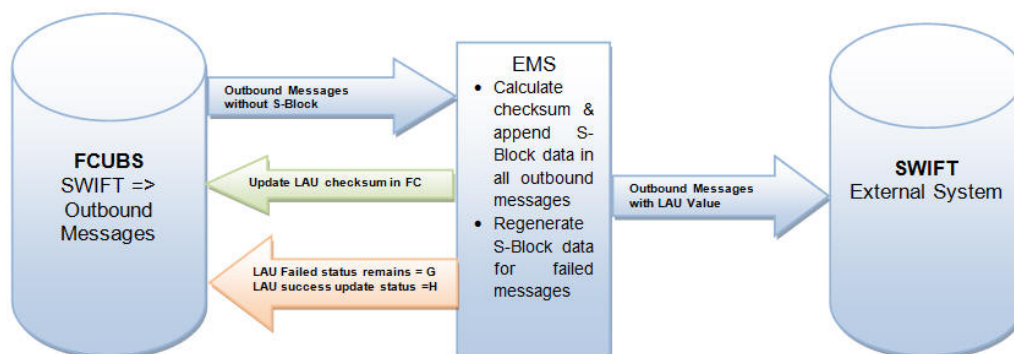 FCUBS
SWIFT =>
Outbound
Messages
Outbound Messages
without S-Block
Update LAU checksum in FC
LAU Failed status remains = G
LAU success update status =H
EMS
• Calculate
checksum &
append S-
Block data in
all outbound
messages
• Regenerate
S-Block data
for failed
messages
Outbound Messages
with LAU Value
SWIFT
External System